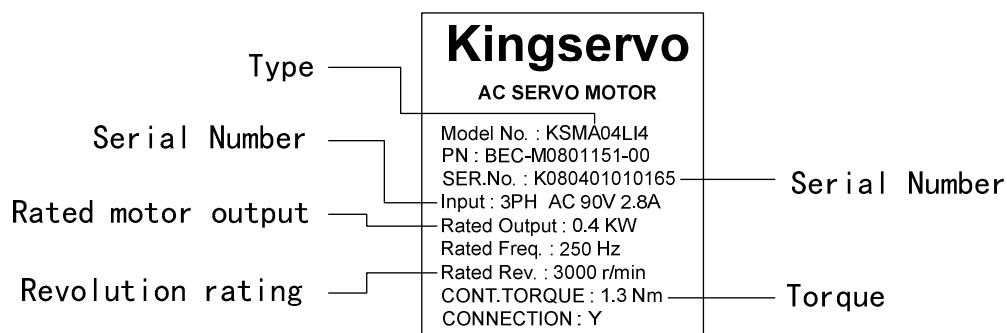 Kingservo
AC SERVO MOTOR
Type
Model No. : KSMA04LI4
PN : BEC-M0801151-00
Serial Number
SER.No. : K080401010165
Serial Number
Input : 3PH AC 90V 2.8A
Rated motor output
Rated Output : 0.4 KW
Rated Freq. : 250 Hz
Revolution rating
Rated Rev. : 3000 r/min
CONT.TORQUE : 1.3 Nm
Torque
CONNECTION : Y